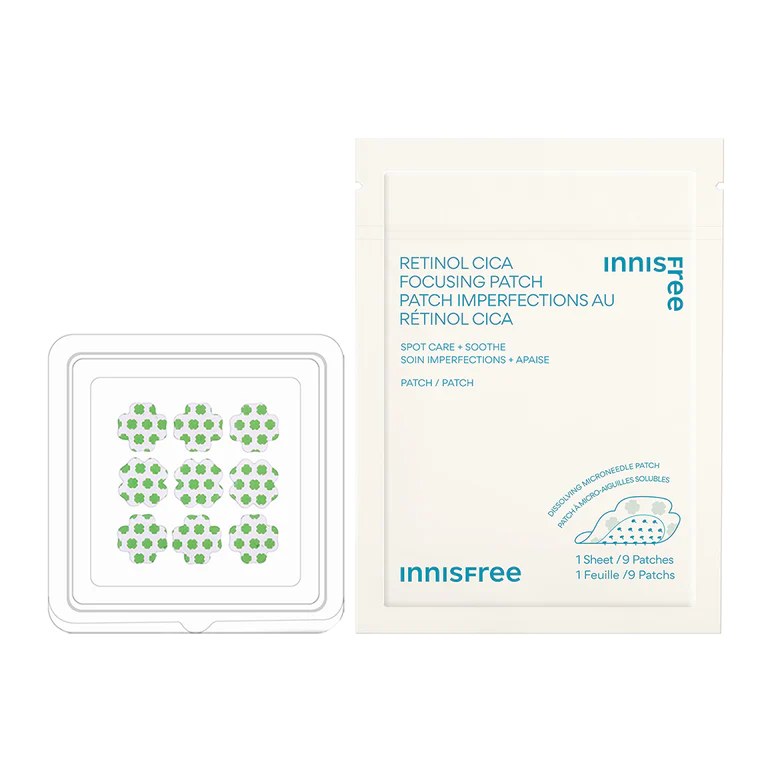 RETINOL CICA
FOCUSING PATCH
PATCH IMPERFECTIONS AU
RÉTINOL CICA
innisfree
SPOT CARE + SOOTHE
SOIN IMPERFECTIONS + APAISE
PATCH / PATCH
DISSOLVING MICRONEEDLE PATCH
PATCH À MICRO-AIGUILLES SOLUBLES
1 Sheet / 9 Patches
1 Feuille / 9 Patchs
innisfree